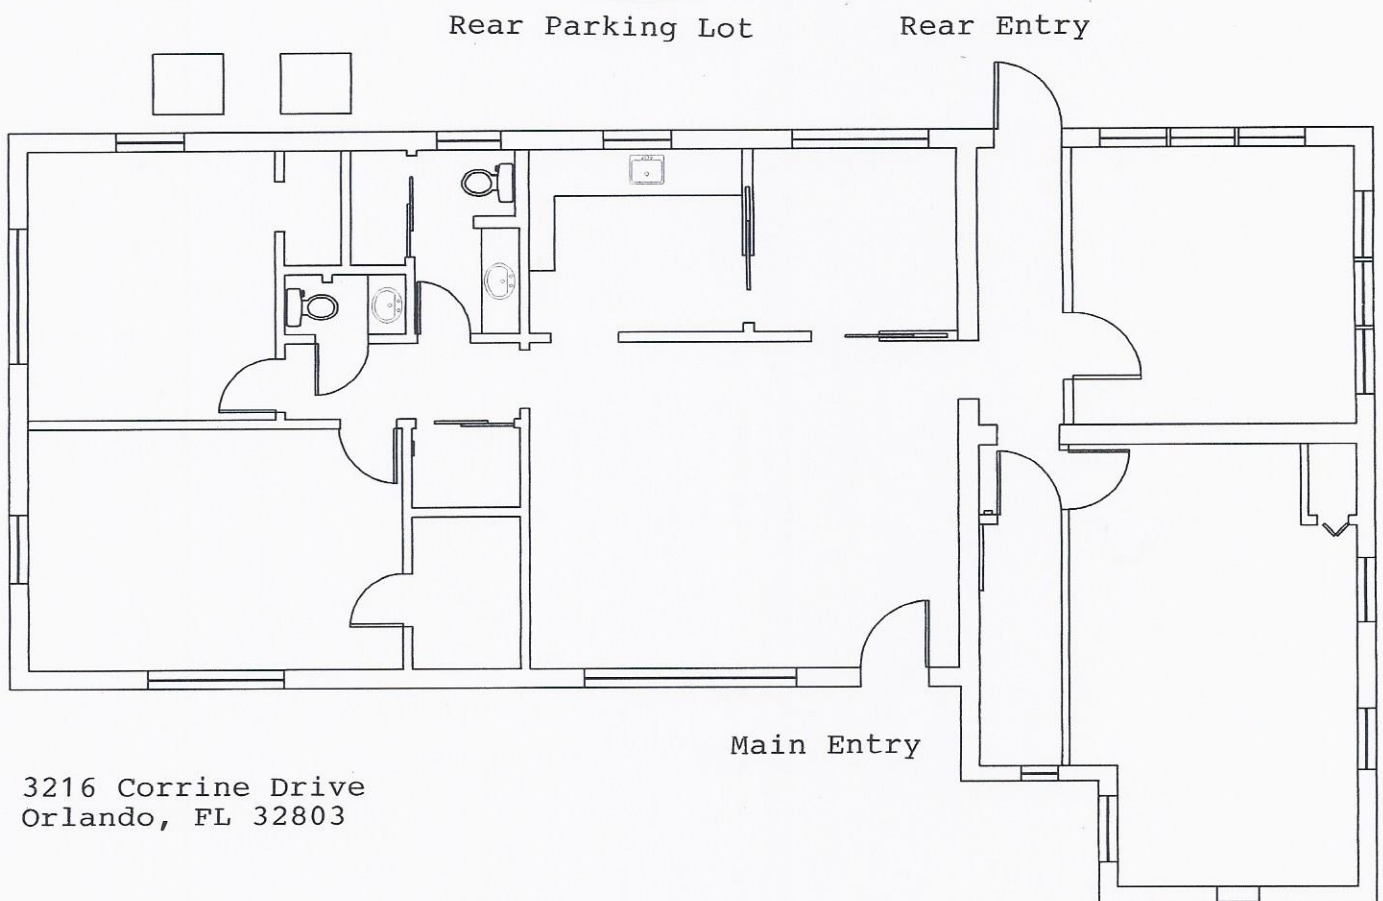 Rear Parking Lot
Rear Entry
Main Entry
3216 Corrine Drive
Orlando, FL 32803